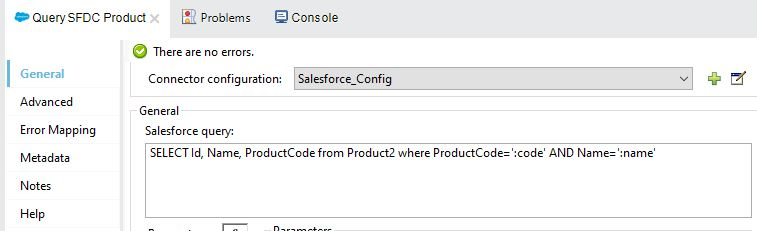 Query SFDC Product
Problems
Console
There are no errors.
General
Connector configuration:
Salesforce_Config
Advanced
General
Error Mapping
Salesforce query:
Metadata
SELECT Id, Name, ProductCode from Product2 where ProductCode=':code' AND Name=':name'
Notes
Help
Parameters